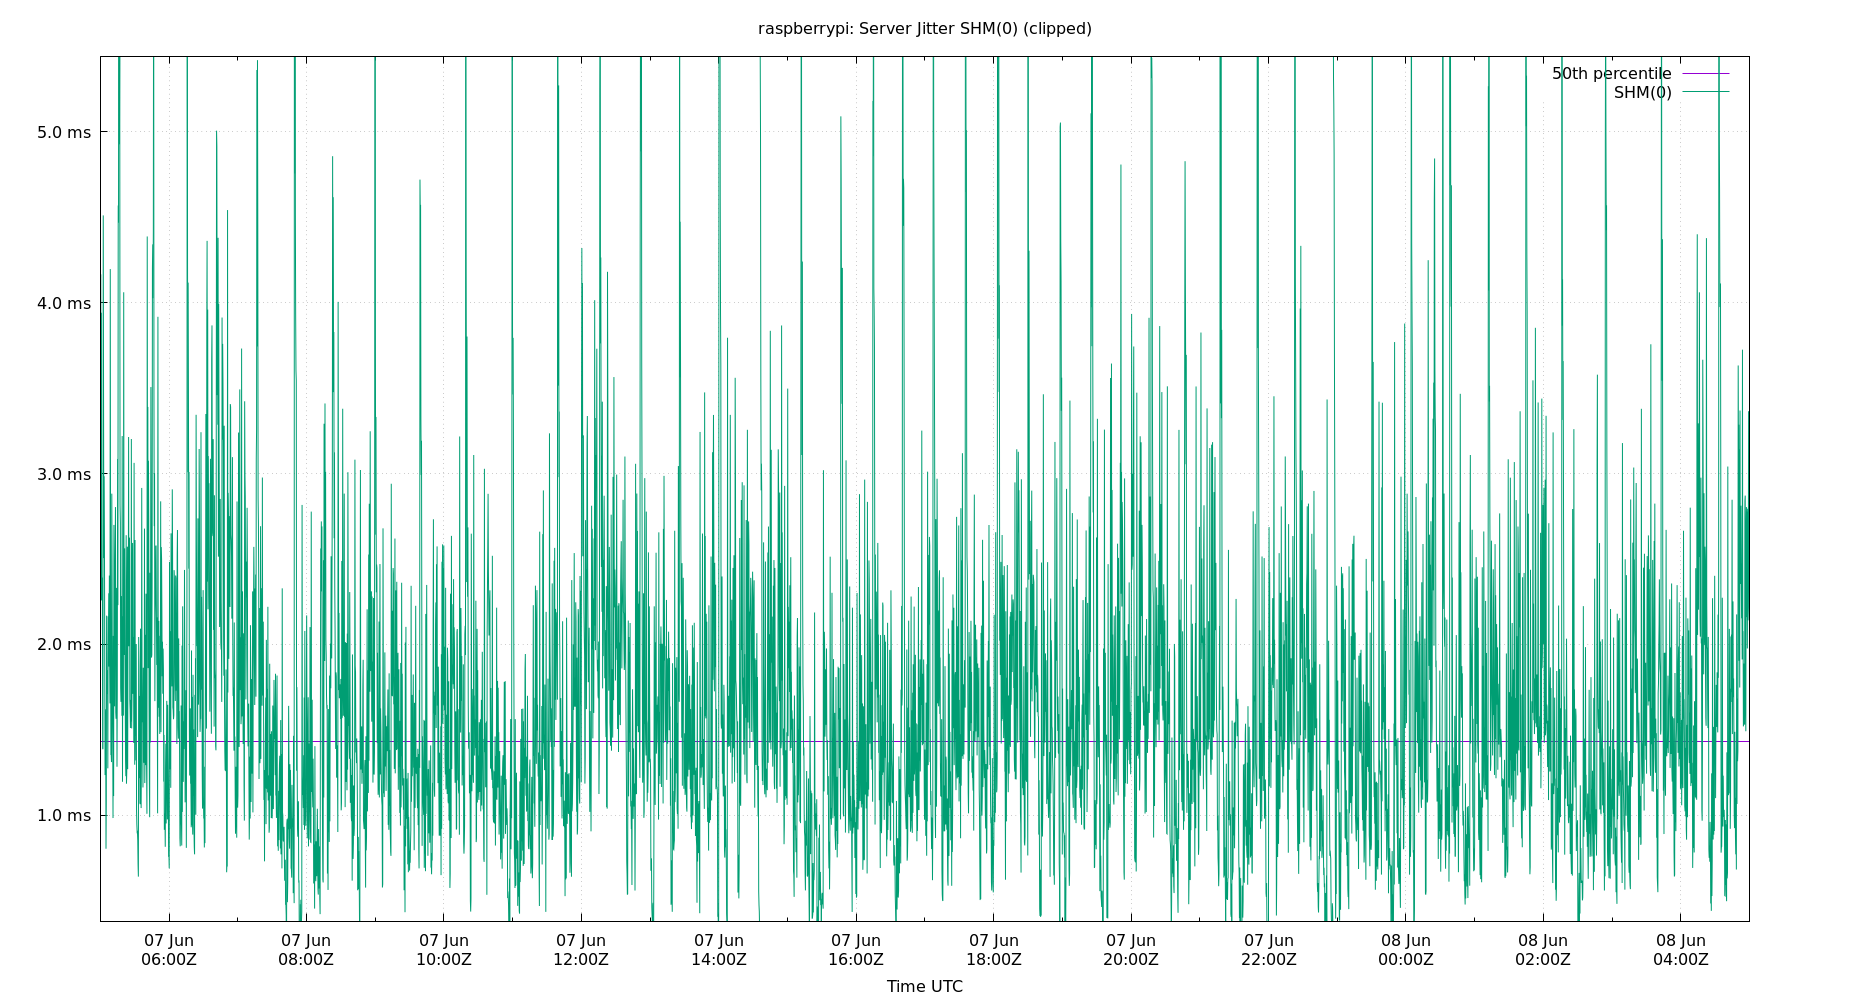 raspberrypi: Server Jitter SHM(0) (clipped)
50th percentile
SHM(0)
5.0 ms
4.0 ms
3.0 ms
2.0 ms
1.0 ms
07 Jun 07 Jun 07 Jun 07 Jun 07 Jun 07 Jun 07 Jun 07 Jun 07 Jun 08 Jun 08 Jun 08 Jun
06:00Z 08:00Z 10:00Z 12:00Z 14:00Z 16:00Z 18:00Z 20:00Z 22:00Z 00:00Z 02:00Z 04:00Z
Time UTC